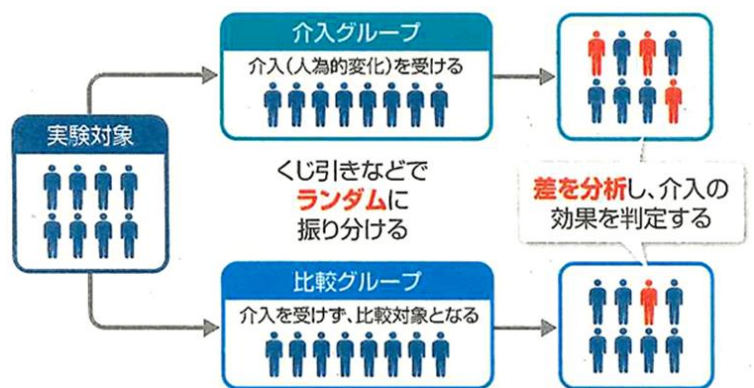 介入グループ
介入(人為的変化)を受ける
実験対象
くじ引きなどで
ランダムに
振り分ける
差を分析し、介入の
効果を判定する
比較グループ
介入を受けず、比較対象となる